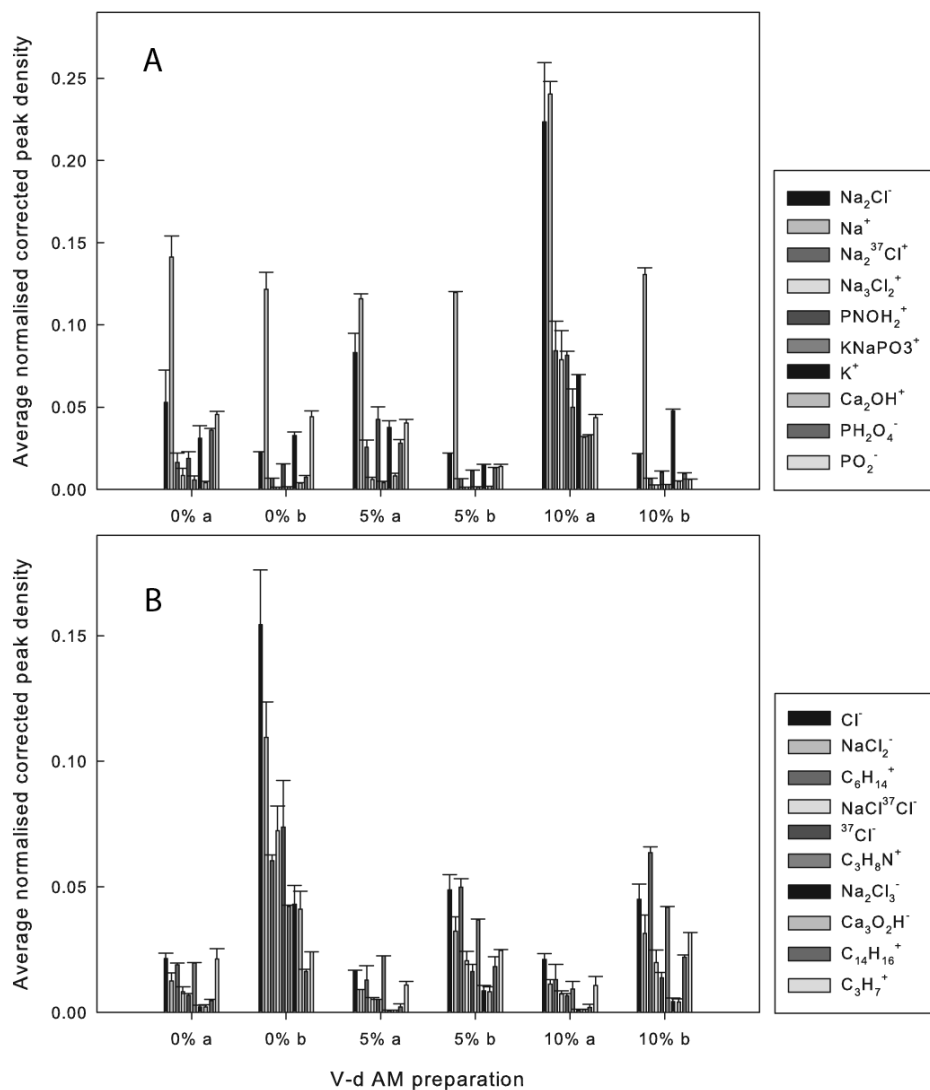 A
Average normalised corrected peak density
0.25
0.20
0.15
0.10
0.05
0.00
0% a 0% b 5% a 5% b 10% a 10% b
Na₂Cl⁻
Na⁺
Na₂³⁷Cl⁺
Na₃Cl₂⁺
PNOH₂⁺
KNaPO3⁺
K⁺
Ca₂OH⁺
PH₂O₄⁻
PO₂⁻
B
Average normalised corrected peak density
0.15
0.10
0.05
0.00
0% a 0% b 5% a 5% b 10% a 10% b
V-d AM preparation
Cl⁻
NaCl₂⁻
C₆H₁₄⁺
NaCl³⁷Cl⁻
³⁷Cl⁻
C₃H₈N⁺
Na₂Cl₃⁻
Ca₃O₂H⁻
C₁₄H₁₆⁺
C₃H₇⁺